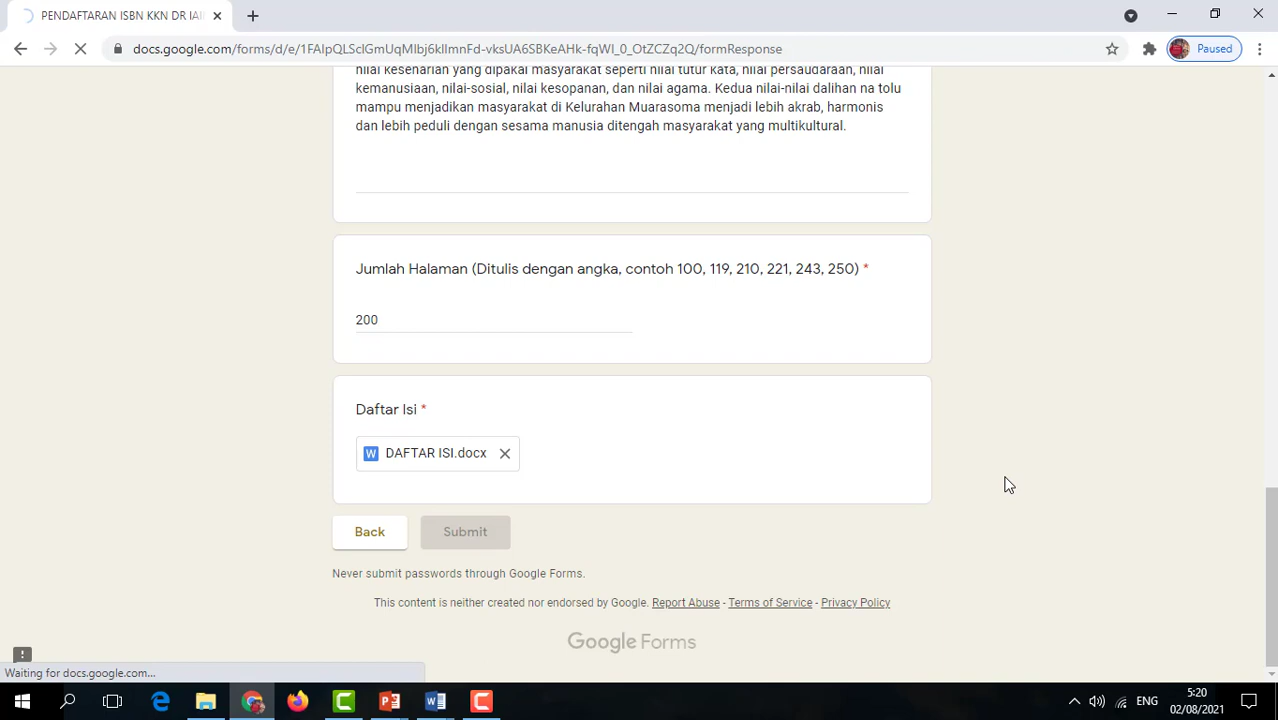 PENDAFTARAN ISBN KKN DR IAI
docs.google.com/forms/d/e/1FAIpQLSclGmUqMlbj6kIlmnFd-vksUA6SBKeAHk-fqWl_0_OtZCZq2Q/formResponse
Paused
nilai kesenarian yang dipakai masyarakat seperti nilai tutur kata, nilai persaudaraan, nilai
kemanusiaan, nilai-sosial, nilai kesopanan, dan nilai agama. Kedua nilai-nilai dalihan na tolu
mampu menjadikan masyarakat di Kelurahan Muarasoma menjadi lebih akrab, harmonis
dan lebih peduli dengan sesama manusia ditengah masyarakat yang multikultural.
Jumlah Halaman (Ditulis dengan angka, contoh 100, 119, 210, 221, 243, 250) *
200
Daftar Isi *
W DAFTAR ISI.docx
Back Submit
Never submit passwords through Google Forms.
This content is neither created nor endorsed by Google. Report Abuse - Terms of Service - Privacy Policy
Google Forms
Waiting for docs.google.com...
ENG
5:20
02/08/2021